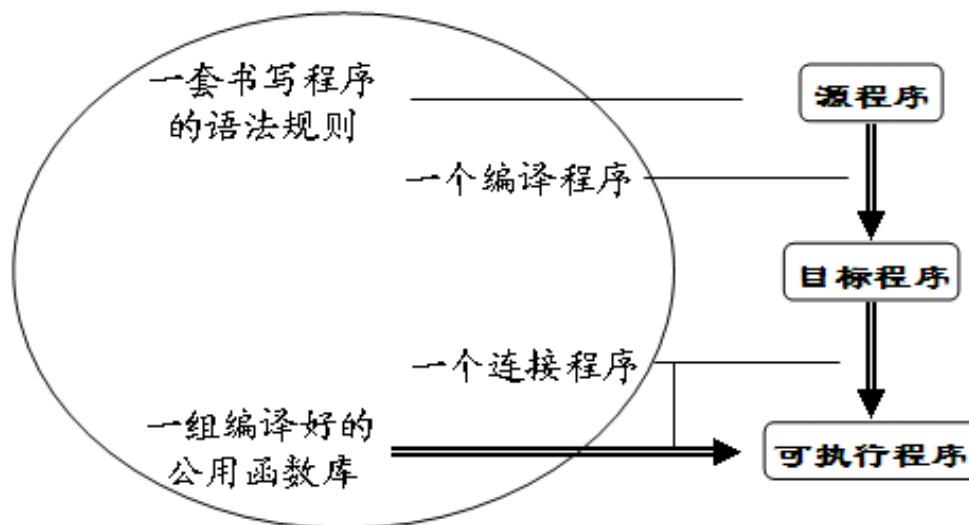 一套书写程序
的语法规则
源程序
一个编译程序
目标程序
一个连接程序
一组编译好的
公用函数库
可执行程序